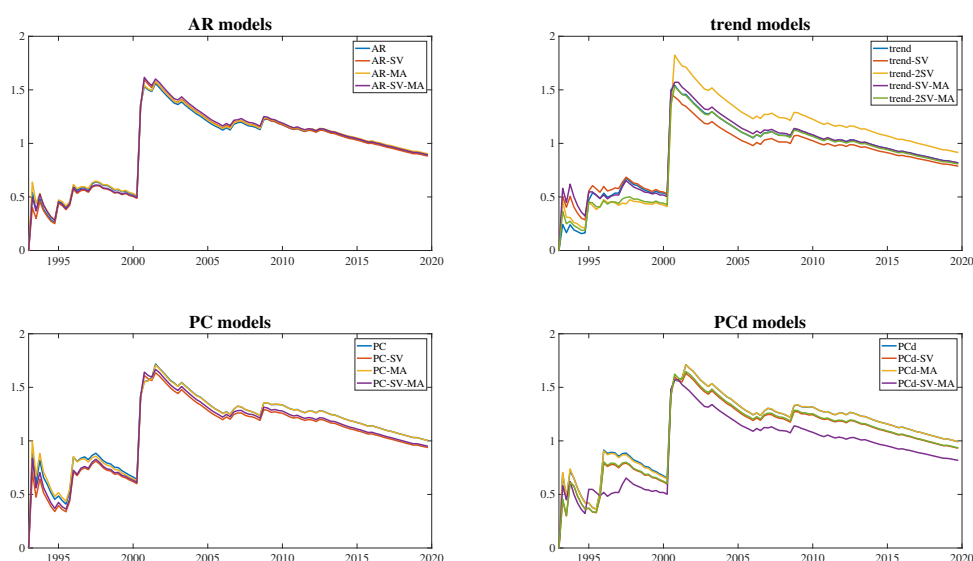 AR models
2
1.5
1
0.5
0
1995 2000 2005 2010 2015 2020
AR
AR-SV
AR-MA
AR-SV-MA
trend models
2
1.5
1
0.5
0
1995 2000 2005 2010 2015 2020
trend
trend-SV
trend-2SV
trend-SV-MA
trend-2SV-MA
PC models
2
1.5
1
0.5
0
1995 2000 2005 2010 2015 2020
PC
PC-SV
PC-MA
PC-SV-MA
PCd models
2
1.5
1
0.5
0
1995 2000 2005 2010 2015 2020
PCd
PCd-SV
PCd-MA
PCd-SV-MA